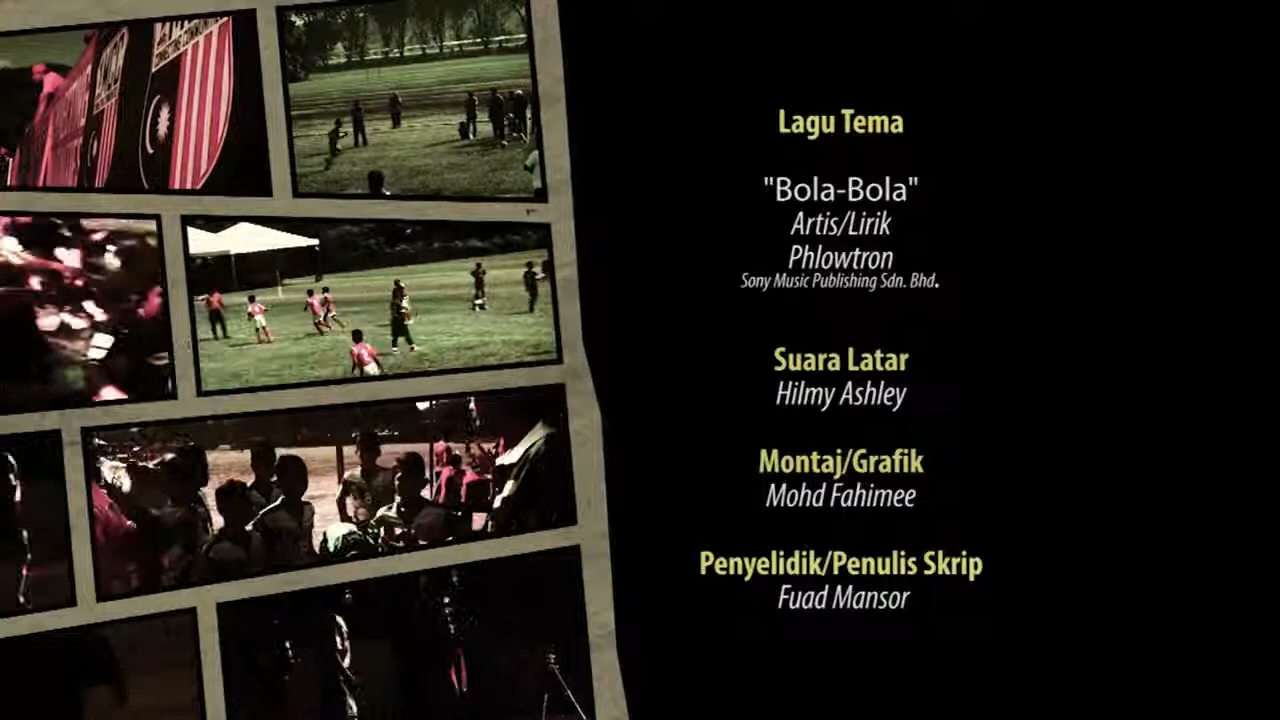 Lagu Tema
"Bola-Bola"
Artis/Lirik
Phlowtron
Sony Music Publishing Sdn. Bhd.
Suara Latar
Hilmy Ashley
Montaj/Grafik
Mohd Fahimee
Penyelidik/Penulis Skrip
Fuad Mansor